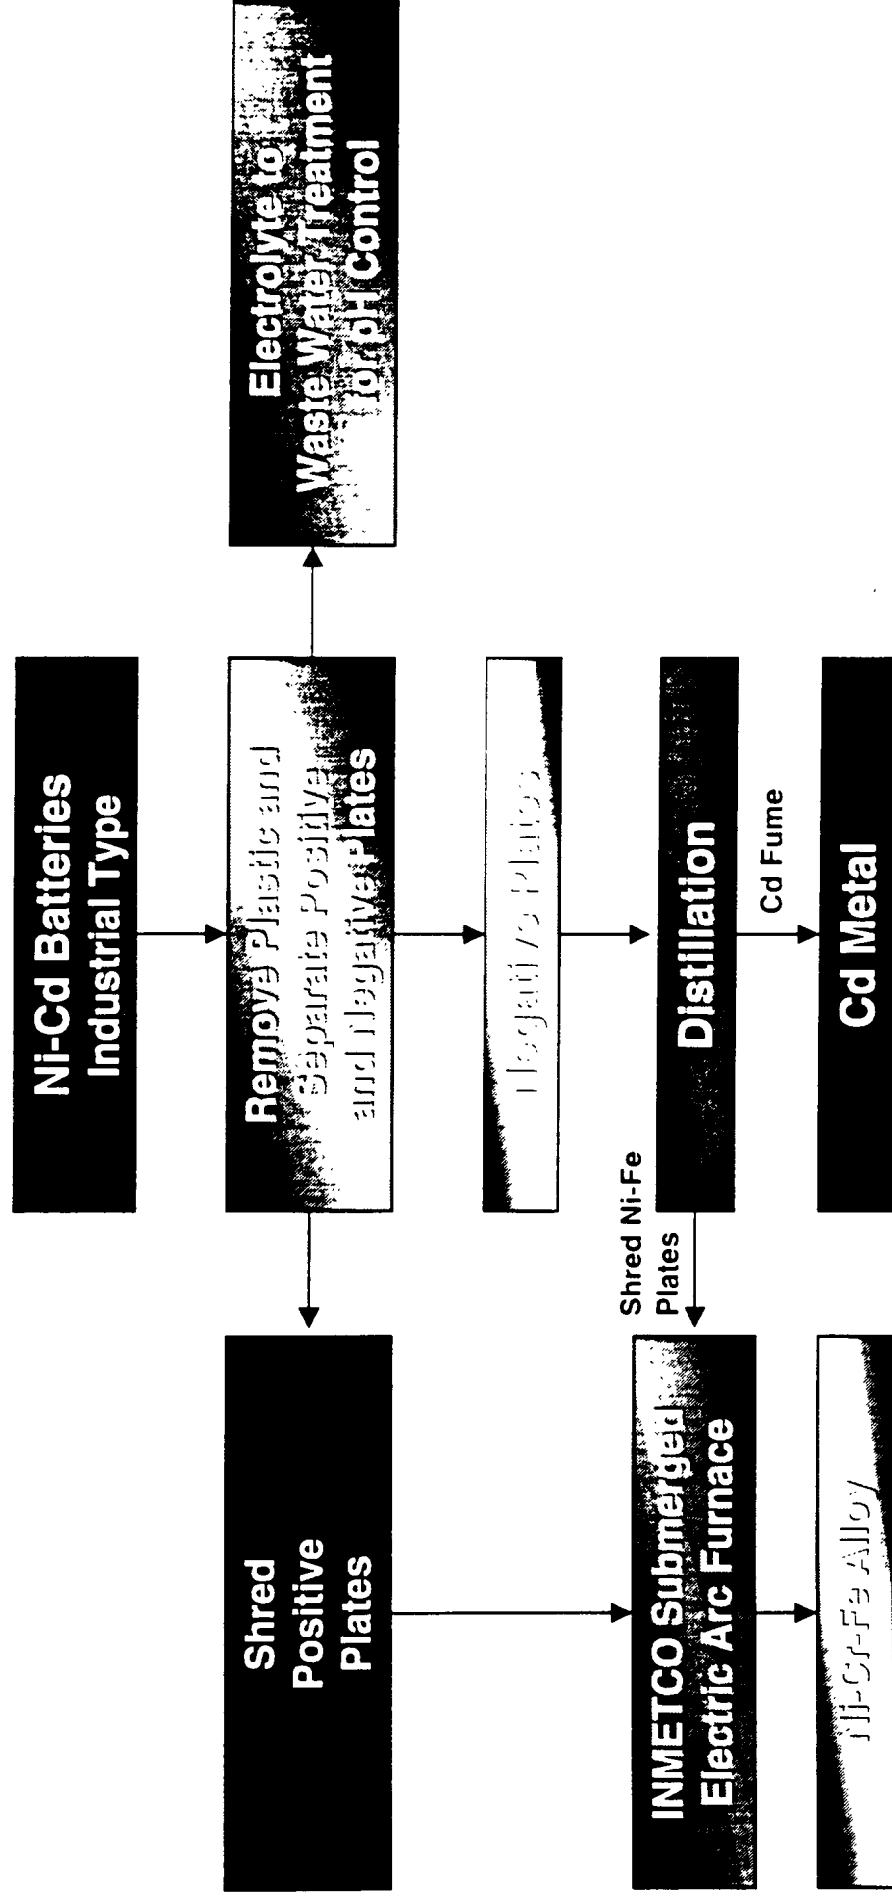 Ni-Cd Batteries
Industrial Type
Remove Plastic and
Separate Positive
and Negative Plates
Electrolyte to
Waste Water Treatment
for pH Control
Shred
Positive
Plates
Negative Plates
Distillation
Shred Ni-Fe
Plates
Cd Fume
INMETCO Submerged
Electric Arc Furnace
Cd Metal
Ni-Cr-Fe Alloy